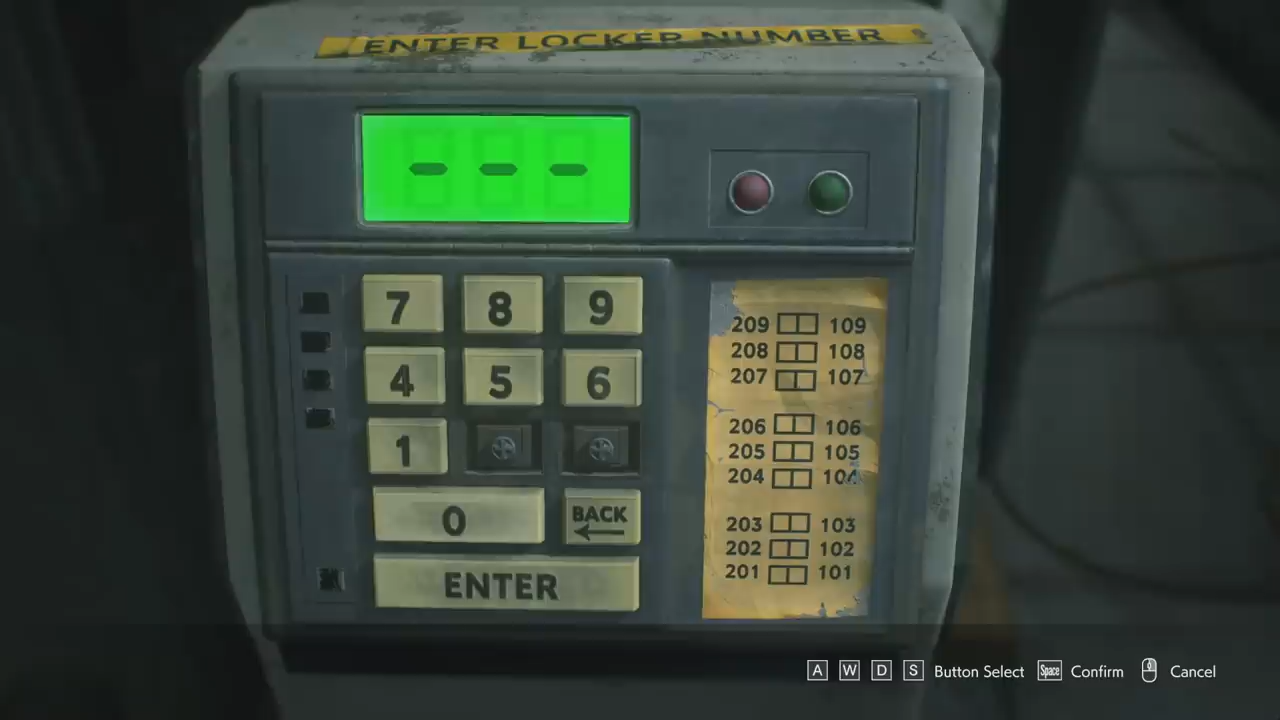 ENTER LOCKER NUMBER
---
7 8 9
4 5 6
1
0 BACK
ENTER
209 109
208 108
207 107
206 106
205 105
204 104
203 103
202 102
201 101
A W D S Button Select Space Confirm Cancel